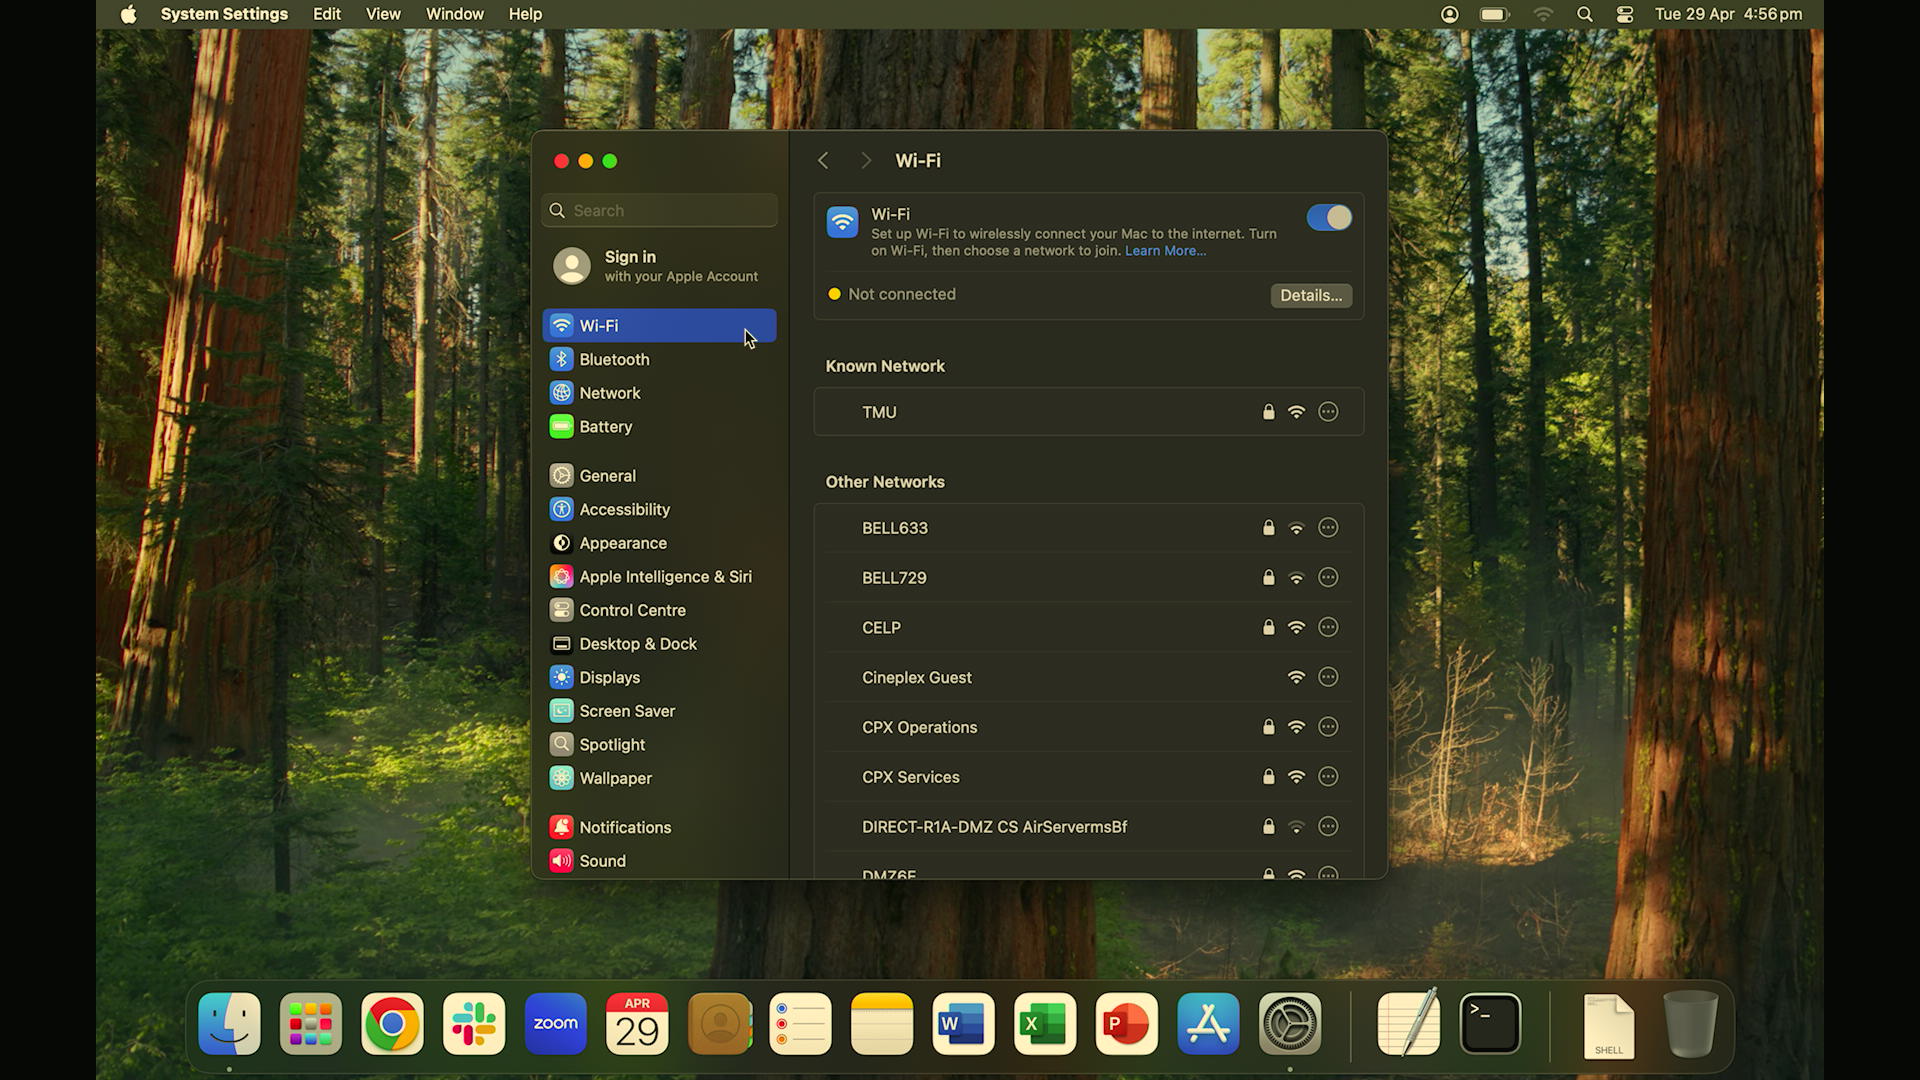 System Settings Edit View Window Help
Tue 29 Apr 4:56 pm
Search
Sign in
with your Apple Account
Wi-Fi
Bluetooth
Network
Battery
General
Accessibility
Appearance
Apple Intelligence & Siri
Control Centre
Desktop & Dock
Displays
Screen Saver
Spotlight
Wallpaper
Notifications
Sound
Wi-Fi
Wi-Fi
Set up Wi-Fi to wirelessly connect your Mac to the internet. Turn
on Wi-Fi, then choose a network to join. Learn More...
Not connected Details...
Known Network
TMU
Other Networks
BELL633
BELL729
CELP
Cineplex Guest
CPX Operations
CPX Services
DIRECT-R1A-DMZ CS AirServermsBf
zoom
APR
29
W
X
P
>_
SHELL